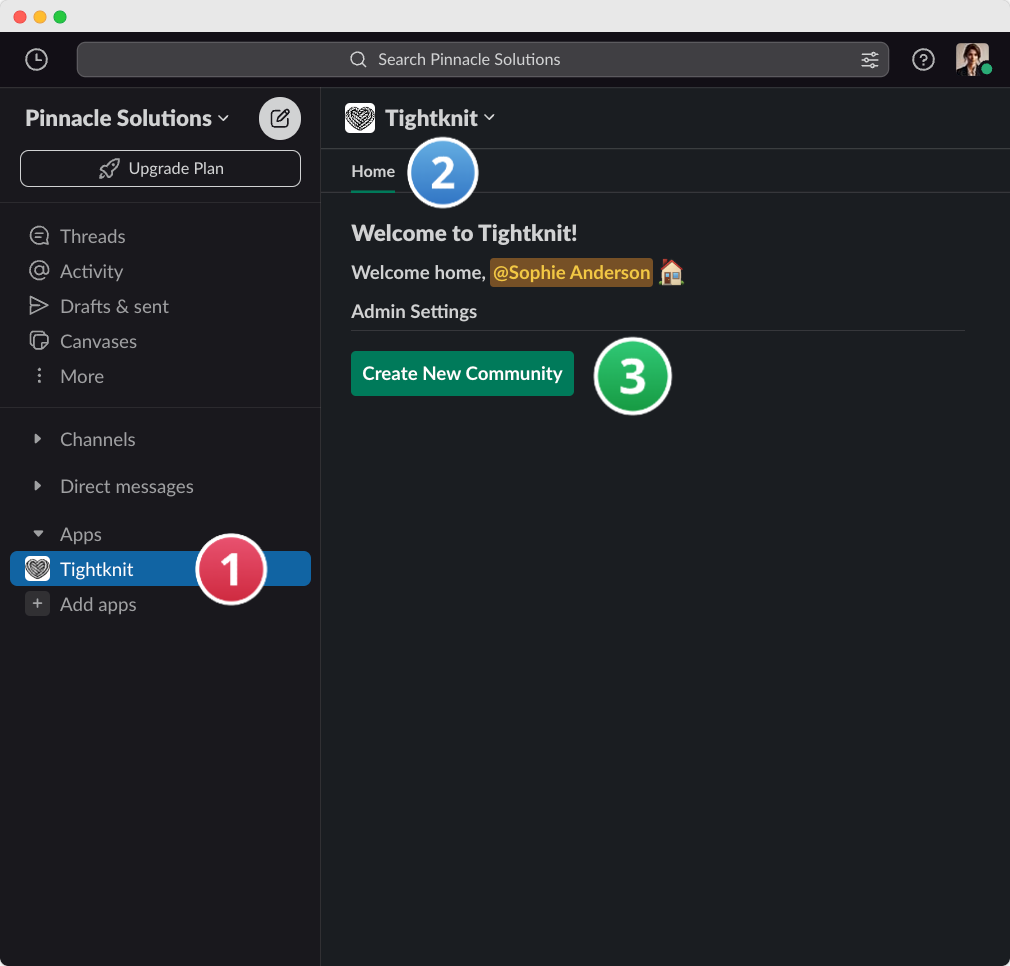 Search Pinnacle Solutions
Pinnacle Solutions
Upgrade Plan
Threads
Activity
Drafts & sent
Canvases
More
Channels
Direct messages
Apps
Tightknit
1
Add apps
Tightknit
Home
2
Welcome to Tightknit!
Welcome home, @Sophie Anderson
Admin Settings
Create New Community
3